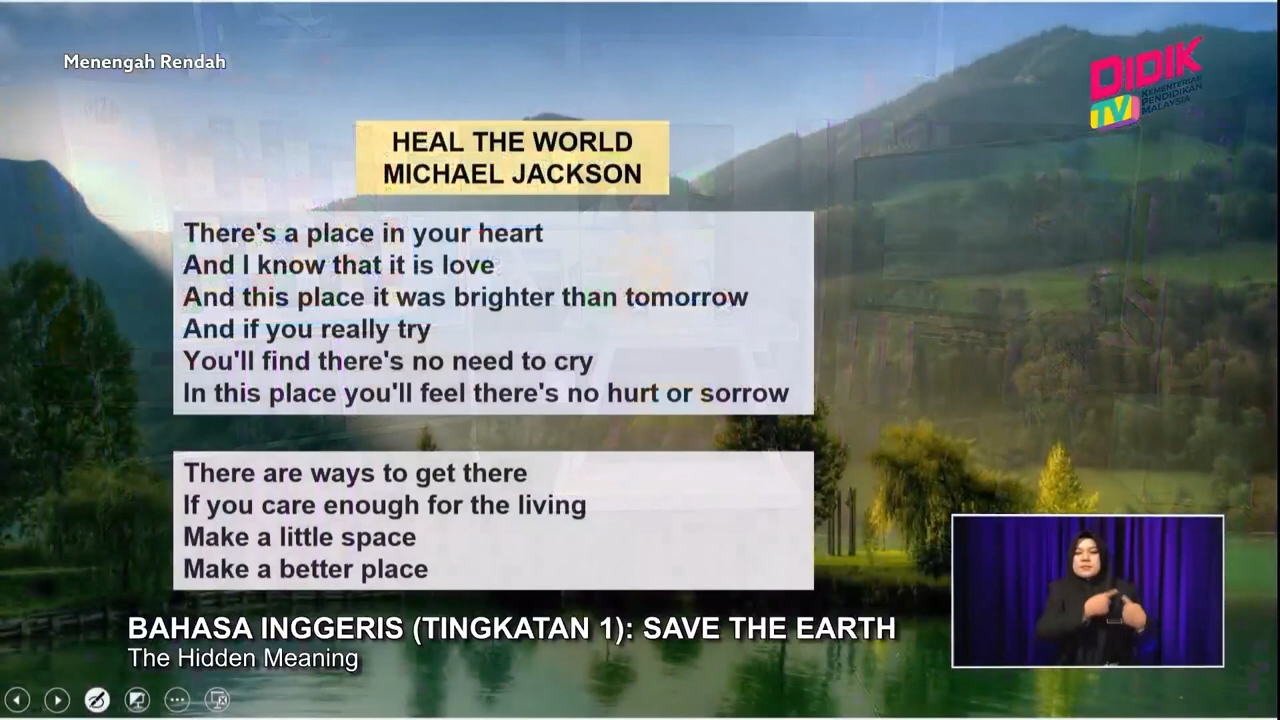 Menengah Rendah
DIDIK
TV
KEMENTERIAN
PENDIDIKAN
MALAYSIA
HEAL THE WORLD
MICHAEL JACKSON
There's a place in your heart
And I know that it is love
And this place it was brighter than tomorrow
And if you really try
You'll find there's no need to cry
In this place you'll feel there's no hurt or sorrow
There are ways to get there
If you care enough for the living
Make a little space
Make a better place
BAHASA INGGERIS (TINGKATAN 1): SAVE THE EARTH
The Hidden Meaning